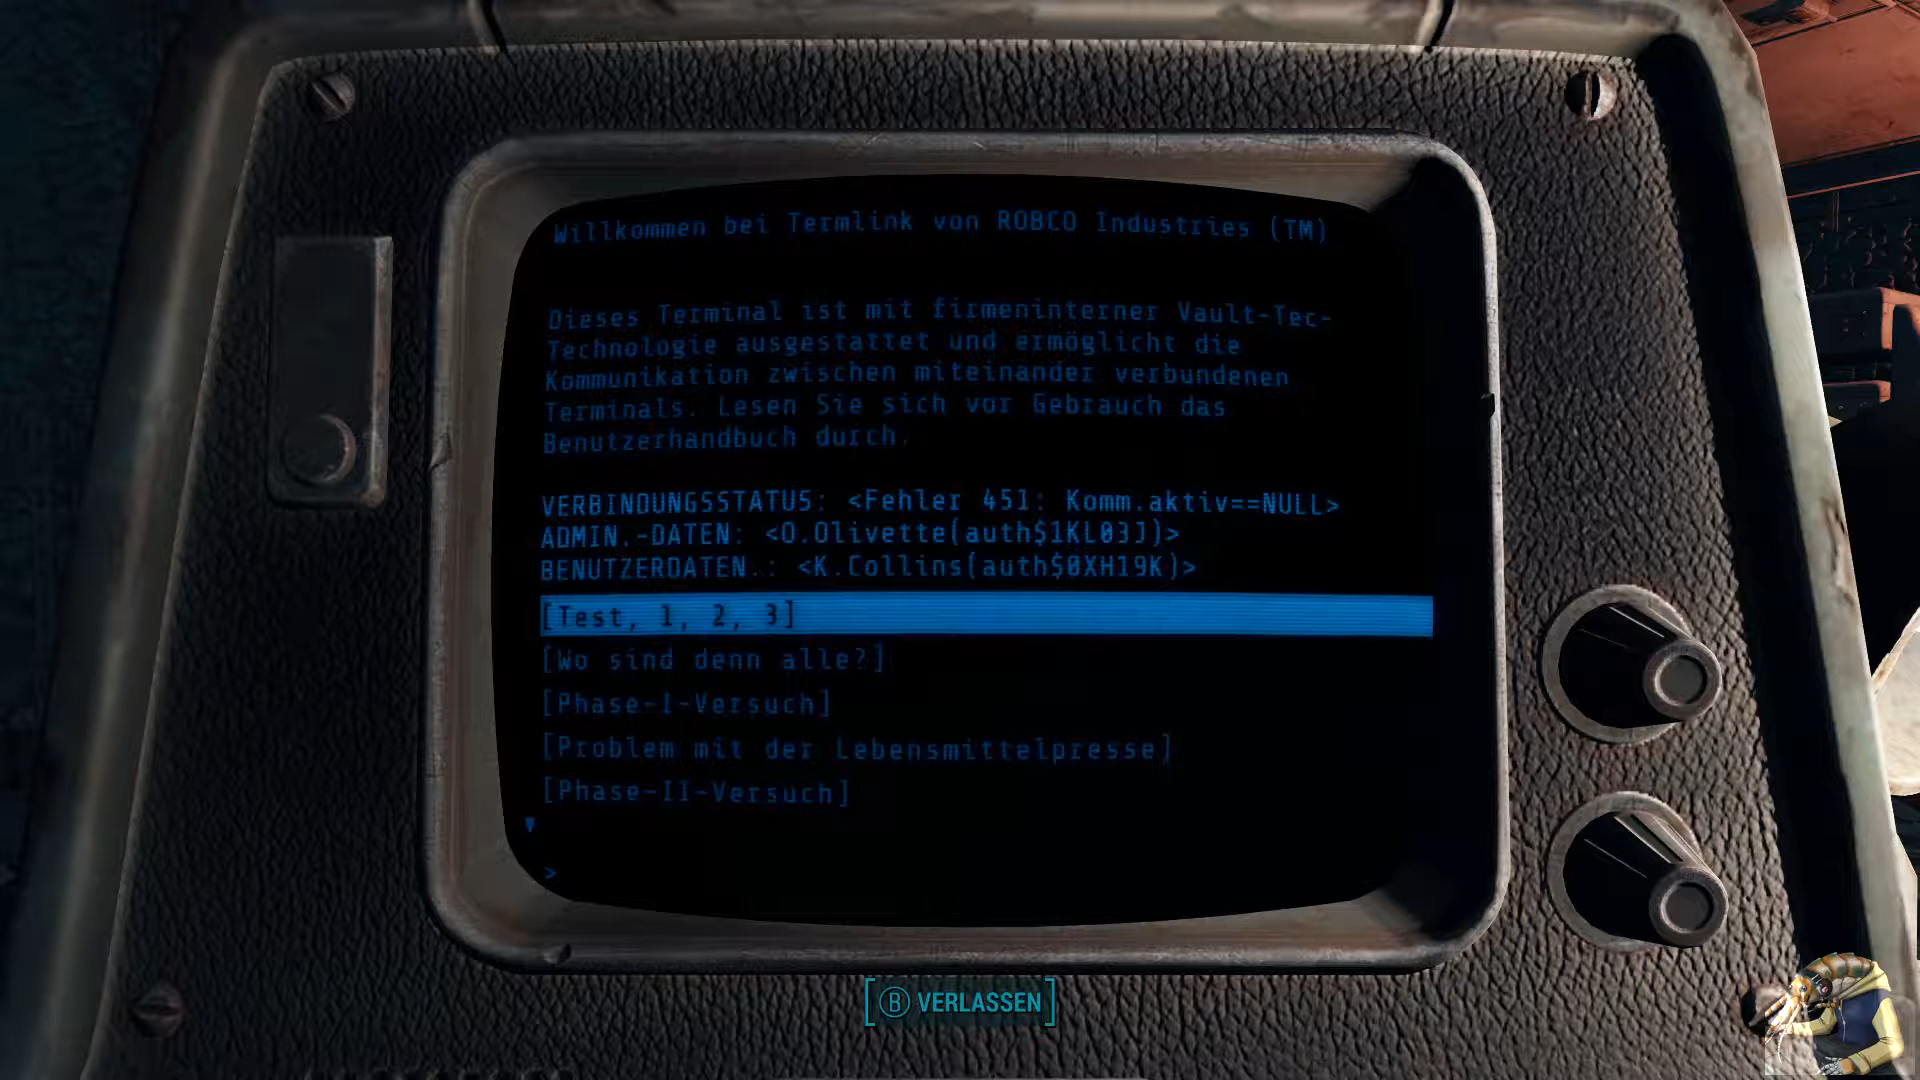 Willkommen bei Termlink von ROBCO Industries (TM)
Dieses Terminal ist mit firmeninterner Vault-Tec-
Technologie ausgestattet und ermöglicht die
Kommunikation zwischen miteinander verbundenen
Terminals. Lesen Sie sich vor Gebrauch das
Benutzerhandbuch durch.
VERBINDUNGSSTATUS: <Fehler 451: Komm.aktiv==NULL>
ADMIN.-DATEN: <O.Olivette(auth$1KL03J)>
BENUTZERDATEN.: <K.Collins(auth$0XH19K)>
[Test, 1, 2, 3]
[Wo sind denn alle?]
[Phase-I-Versuch]
[Problem mit der Lebensmittelpresse]
[Phase-II-Versuch]
>
[Ⓑ VERLASSEN]